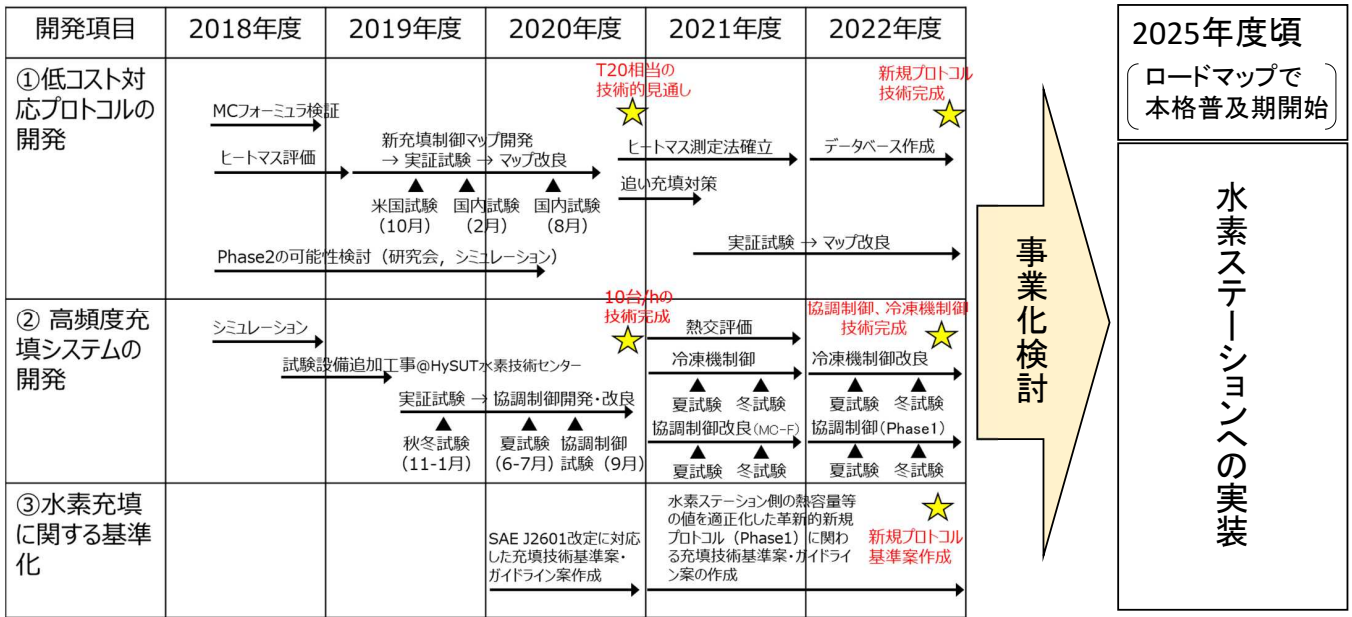 開発項目
2018年度
2019年度
2020年度
2021年度
2022年度
①低コスト対
応プロトコルの
開発
MCフォーミュラ検証
ヒートマス評価
新充填制御マップ開発
→ 実証試験 → マップ改良
▲
▲
▲
米国試験
(10月)
国内試験
(2月)
国内試験
(8月)
Phase2の可能性検討（研究会，シミュレーション）
T20相当の
技術的見通し
ヒートマス測定法確立
追い充填対策
新規プロトコル
技術完成
データベース作成
実証試験 → マップ改良
② 高頻度充
填システムの
開発
シミュレーション
試験設備追加工事@HySUT水素技術センター
実証試験 → 協調制御開発・改良
▲
▲
▲
秋冬試験
(11-1月)
夏試験
(6-7月)
協調制御
試験（9月）
10台/hの
技術完成
熱交評価
冷凍機制御
▲
▲
夏試験
冬試験
協調制御改良(MC-F)
▲
▲
夏試験
冬試験
協調制御、冷凍機制御
技術完成
冷凍機制御改良
▲
▲
夏試験
冬試験
協調制御(Phase1)
▲
▲
夏試験
冬試験
③水素充填
に関する基準
化
SAE J2601改定に対応
した充填技術基準案・
ガイドライン案作成
水素ステーション側の熱容量等
の値を適正化した革新的新規
プロトコル（Phase1）に関わ
る充填技術基準案・ガイドライ
ン案の作成
新規プロトコル
基準案作成
事業化検討
2025年度頃
ロードマップで
本格普及期開始
水素ステーションへの実装